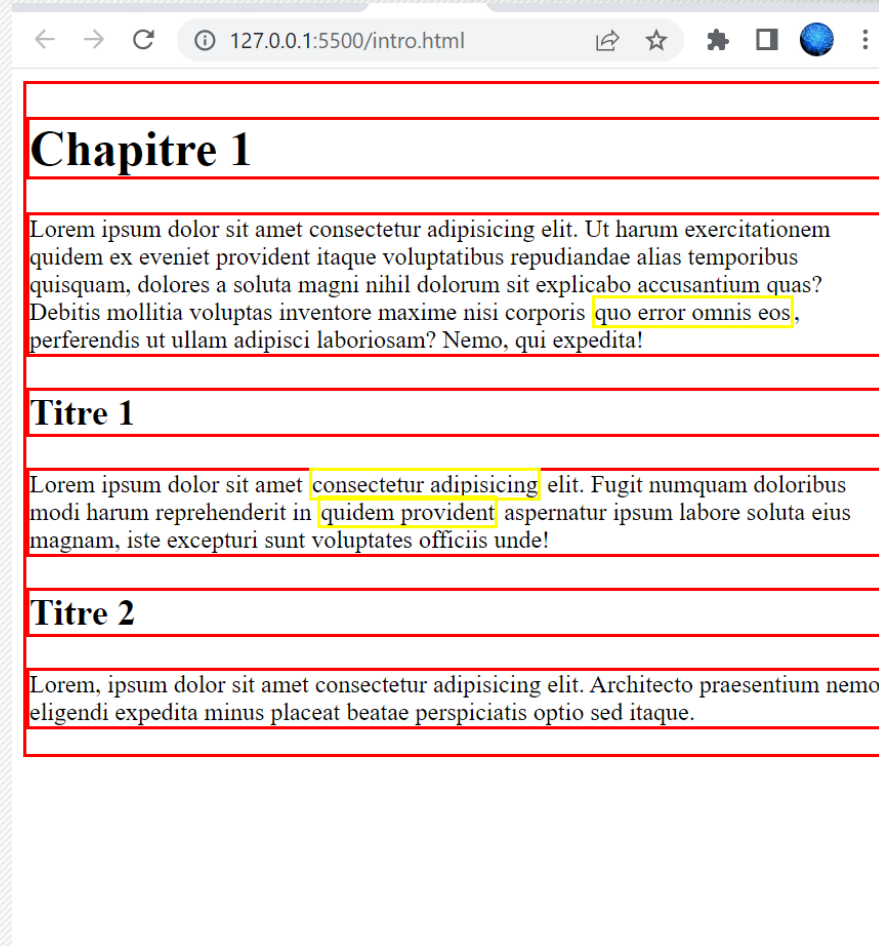 127.0.0.1:5500/intro.html
Chapitre 1
Lorem ipsum dolor sit amet consectetur adipisicing elit. Ut harum exercitationem
quidem ex eveniet provident itaque voluptatibus repudiandae alias temporibus
quisquam, dolores a soluta magni nihil dolorum sit explicabo accusantium quas?
Debitis mollitia voluptas inventore maxime nisi corporis quo error omnis eos,
perferendis ut ullam adipisci laboriosam? Nemo, qui expedita!
Titre 1
Lorem ipsum dolor sit amet consectetur adipisicing elit. Fugit numquam doloribus
modi harum reprehenderit in quidem provident aspernatur ipsum labore soluta eius
magnam, iste excepturi sunt voluptates officiis unde!
Titre 2
Lorem, ipsum dolor sit amet consectetur adipisicing elit. Architecto praesentium nemo
eligendi expedita minus placeat beatae perspiciatis optio sed itaque.